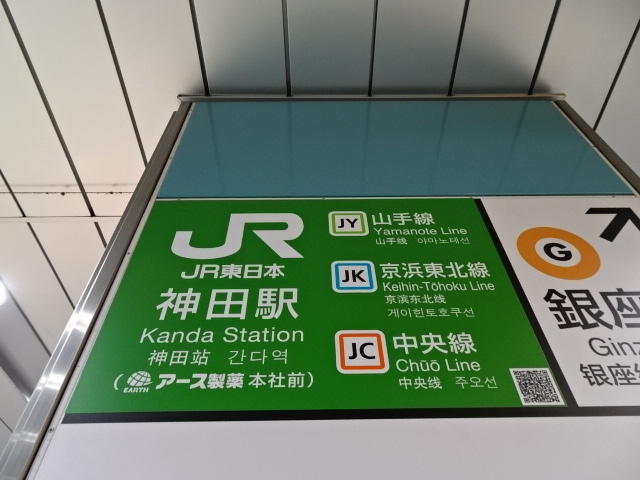 JR
JR東日本
神田駅
Kanda Station
神田站 간다역
(EARTH アース製薬 本社前)
JY 山手線
Yamanote Line
山手线 야마노테선
JK 京浜東北線
Keihin-Tōhoku Line
京滨东北线
게이힌토호쿠선
JC 中央線
Chūō Line
中央线 주오선
G
銀座
Ginz
银座